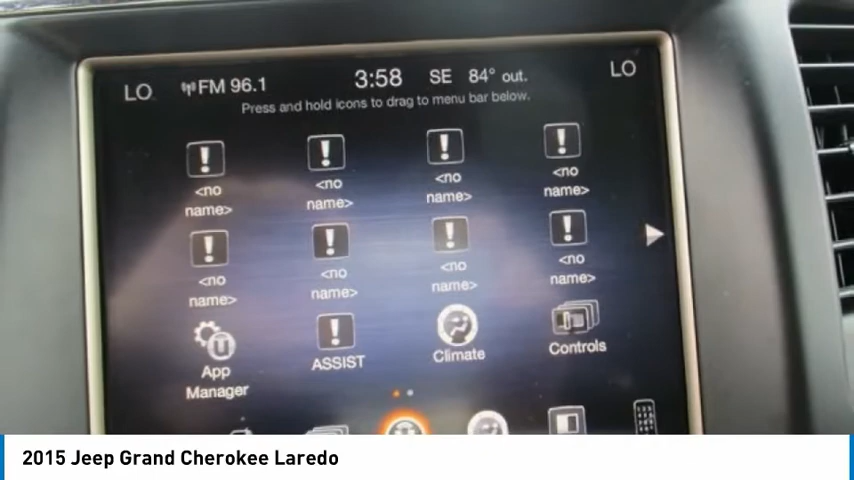 LO FM 96.1 3:58 SE 84° out. LO
Press and hold icons to drag to menu bar below.
! ! ! !
<no <no <no <no
name> name> name> name>
! ! ! !
<no <no <no <no
name> name> name> name>
!
App ASSIST Climate Controls
Manager
2015 Jeep Grand Cherokee Laredo